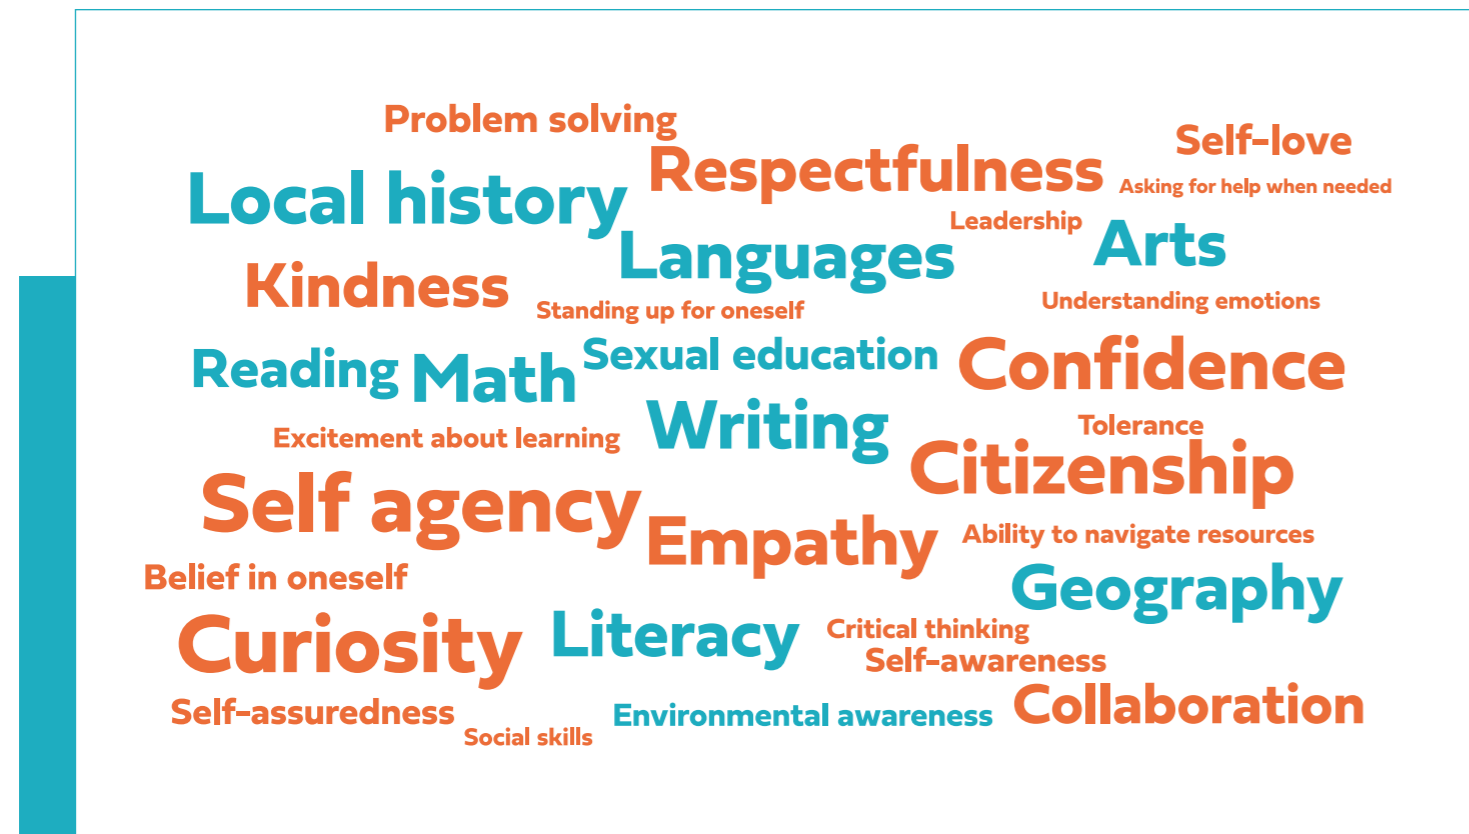 Problem solving
Self-love
Respectfulness
Asking for help when needed
Local history
Leadership
Arts
Languages
Kindness
Understanding emotions
Standing up for oneself
Sexual education
Confidence
Reading
Math
Writing
Tolerance
Excitement about learning
Citizenship
Self agency
Empathy
Ability to navigate resources
Belief in oneself
Geography
Curiosity
Literacy
Critical thinking
Self-awareness
Collaboration
Self-assuredness
Environmental awareness
Social skills